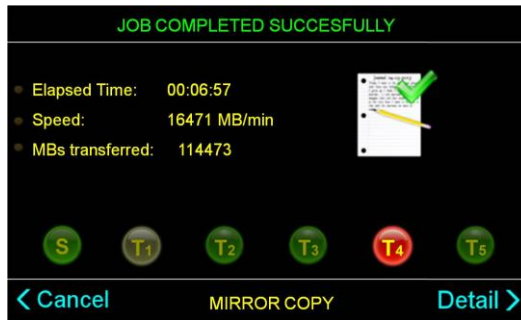 JOB COMPLETED SUCCESFULLY
Elapsed Time: 00:06:57
Speed: 16471 MB/min
MBs transferred: 114473
S T1 T2 T3 T4 T5
< Cancel MIRROR COPY Detail >